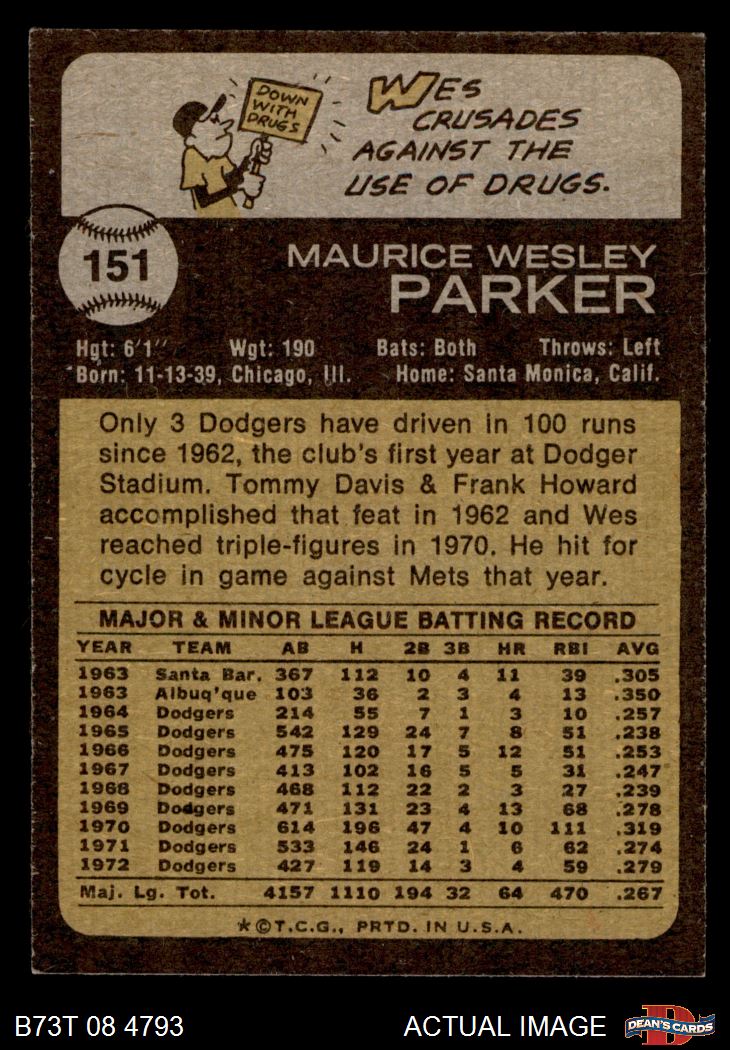 DOWN
WITH
DRUGS
WES
CRUSADES
AGAINST THE
USE OF DRUGS.
151
MAURICE WESLEY
PARKER
Hgt: 6'1" Wgt: 190 Bats: Both Throws: Left
Born: 11-13-39, Chicago, Ill. Home: Santa Monica, Calif.
Only 3 Dodgers have driven in 100 runs
since 1962, the club's first year at Dodger
Stadium. Tommy Davis & Frank Howard
accomplished that feat in 1962 and Wes
reached triple-figures in 1970. He hit for
cycle in game against Mets that year.
MAJOR & MINOR LEAGUE BATTING RECORD
YEAR TEAM AB H 2B 3B HR RBI AVG
1963 Santa Bar. 367 112 10 4 11 39 .305
1963 Albuq'que 103 36 2 3 4 13 .350
1964 Dodgers 214 55 7 1 3 10 .257
1965 Dodgers 542 129 24 7 8 51 .238
1966 Dodgers 475 120 17 5 12 51 .253
1967 Dodgers 413 102 16 5 5 31 .247
1968 Dodgers 468 112 22 2 3 27 .239
1969 Dodgers 471 131 23 4 13 68 .278
1970 Dodgers 614 196 47 4 10 111 .319
1971 Dodgers 533 146 24 1 6 62 .274
1972 Dodgers 427 119 14 3 4 59 .279
Maj. Lg. Tot. 4157 1110 194 32 64 470 .267
★©T.C.G., PRTD. IN U.S.A.
B73T 08 4793 ACTUAL IMAGE D DEAN'S CARDS